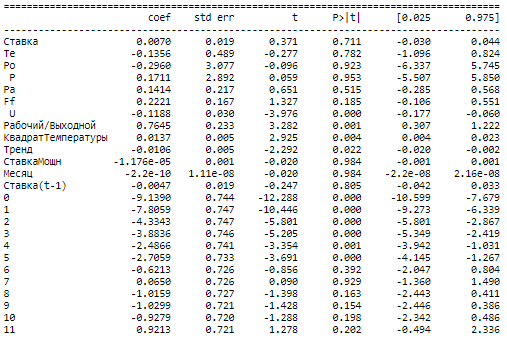 coef std err t P>|t| [0.025 0.975]
Ставка 0.0070 0.019 0.371 0.711 -0.030 0.044
Te -0.1356 0.489 -0.277 0.782 -1.096 0.824
Po -0.2960 3.077 -0.096 0.923 -6.337 5.745
P 0.1711 2.892 0.059 0.953 -5.507 5.850
Pa 0.1414 0.217 0.651 0.515 -0.285 0.568
Ff 0.2221 0.167 1.327 0.185 -0.106 0.551
U -0.1188 0.030 -3.976 0.000 -0.177 -0.060
Рабочий/Выходной 0.7645 0.233 3.282 0.001 0.307 1.222
КвадратТемпературы 0.0137 0.005 2.925 0.004 0.004 0.023
Тренд -0.0106 0.005 -2.292 0.022 -0.020 -0.002
СтавкаМощн -1.176e-05 0.001 -0.020 0.984 -0.001 0.001
Месяц -2.2e-10 1.11e-08 -0.020 0.984 -2.2e-08 2.16e-08
Ставка(t-1) -0.0047 0.019 -0.247 0.805 -0.042 0.033
0 -9.1390 0.744 -12.288 0.000 -10.599 -7.679
1 -7.8059 0.747 -10.446 0.000 -9.273 -6.339
2 -4.3343 0.747 -5.801 0.000 -5.801 -2.867
3 -3.8836 0.746 -5.205 0.000 -5.349 -2.419
4 -2.4866 0.741 -3.354 0.001 -3.942 -1.031
5 -2.7059 0.733 -3.691 0.000 -4.145 -1.267
6 -0.6213 0.726 -0.856 0.392 -2.047 0.804
7 0.0650 0.726 0.090 0.929 -1.360 1.490
8 -1.0159 0.727 -1.398 0.163 -2.443 0.411
9 -1.0299 0.721 -1.428 0.154 -2.446 0.386
10 -0.9279 0.720 -1.288 0.198 -2.342 0.486
11 0.9213 0.721 1.278 0.202 -0.494 2.336